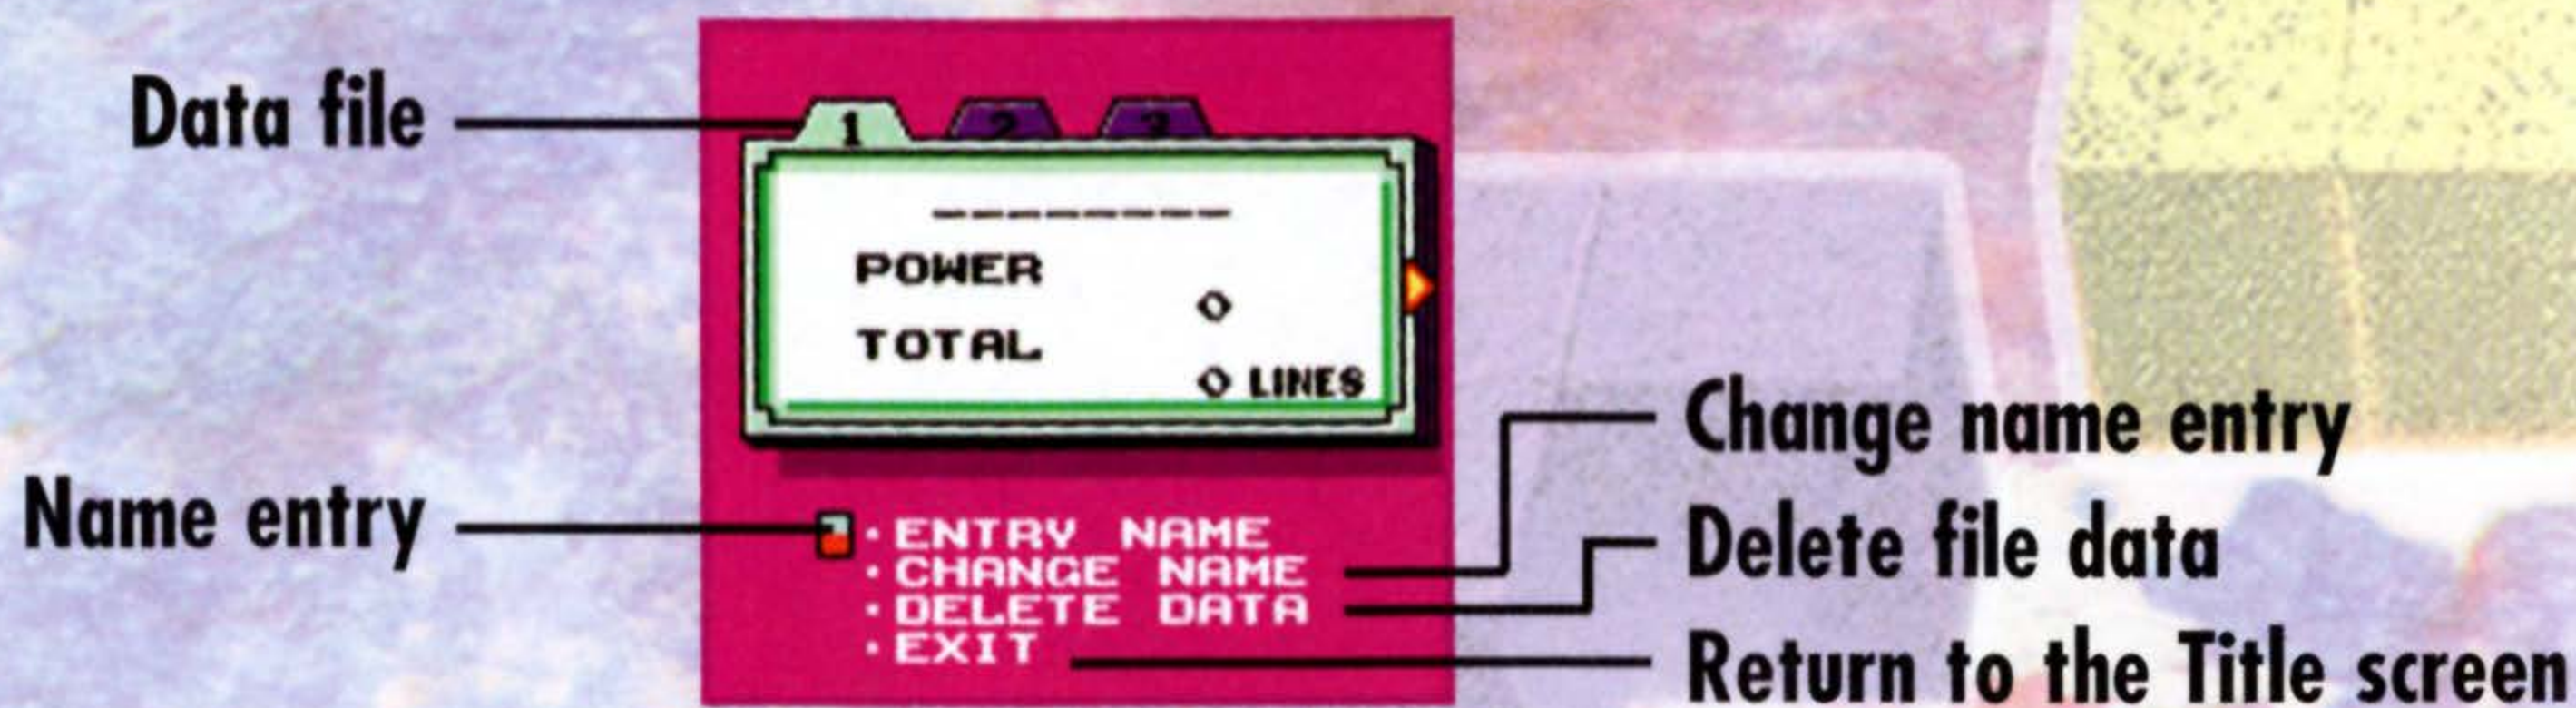 Data file
1 2 3
---------
POWER
0
TOTAL
0 LINES
Name entry
· ENTRY NAME
· CHANGE NAME
· DELETE DATA
· EXIT
Change name entry
Delete file data
Return to the Title screen